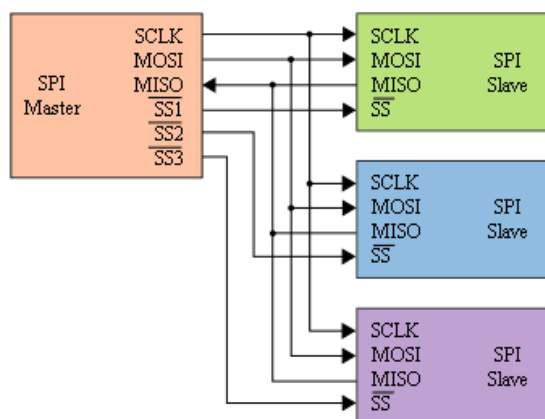 SCLK
MOSI
MISO
SS1
SS2
SS3
SPI
Master
SCLK
MOSI
MISO
SS
SPI
Slave
SCLK
MOSI
MISO
SS
SPI
Slave
SCLK
MOSI
MISO
SS
SPI
Slave